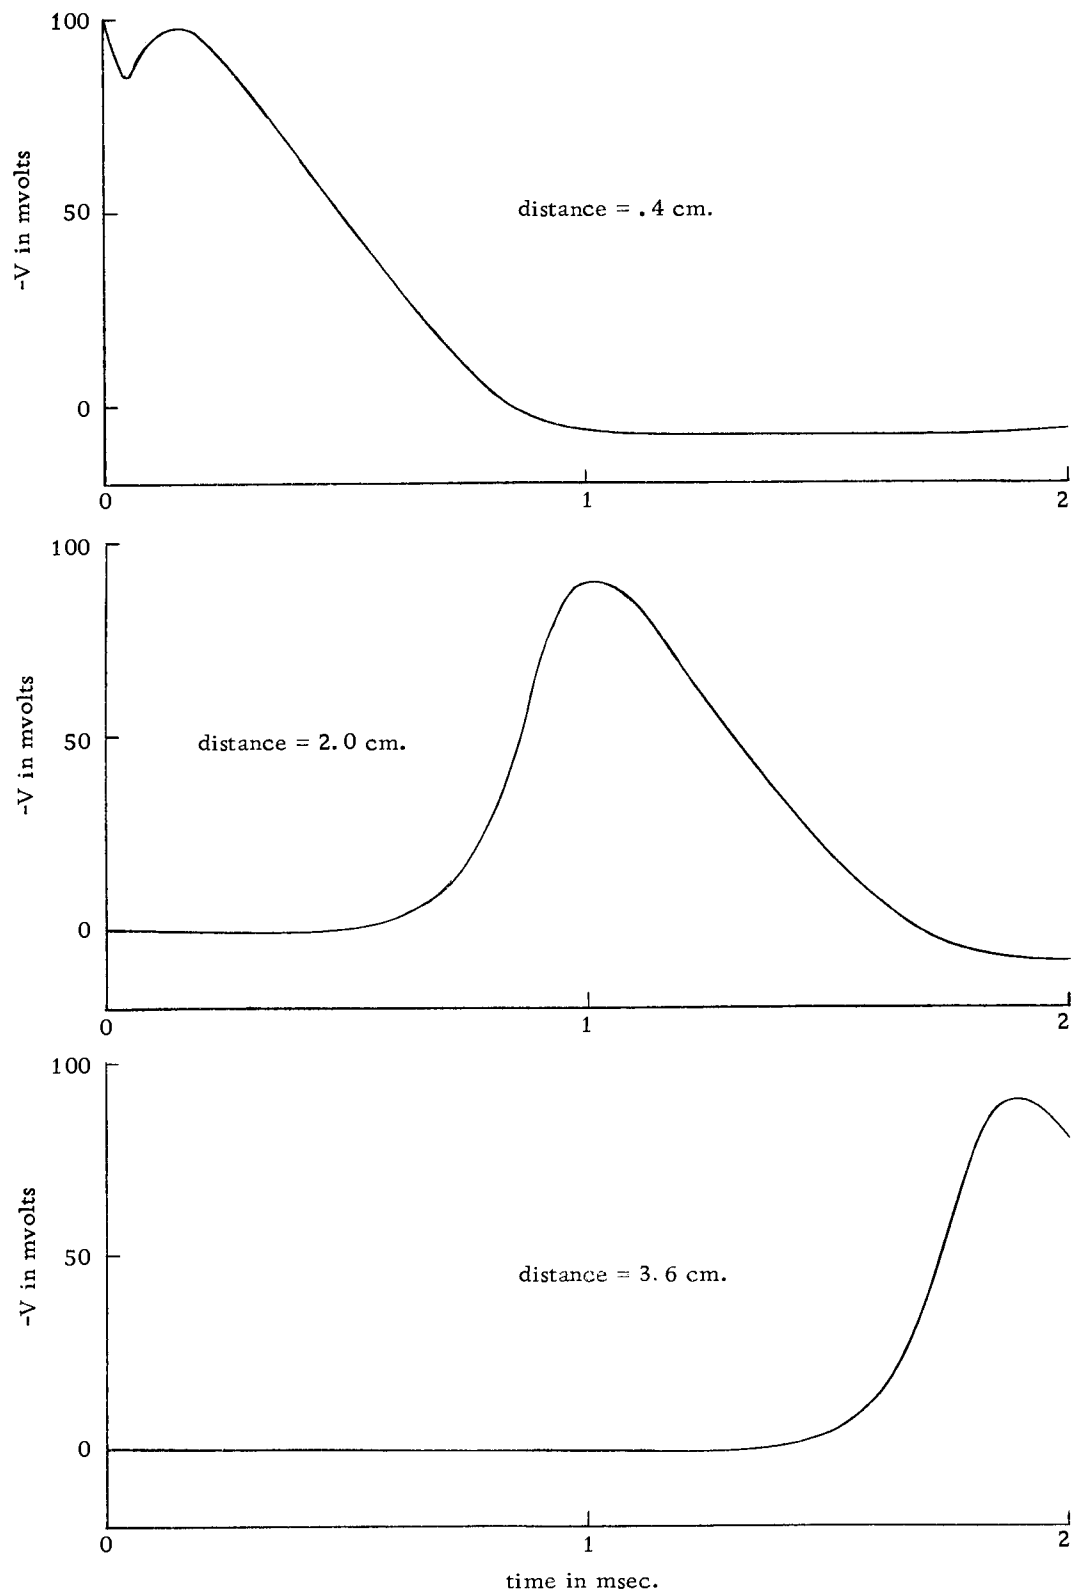 100
50
0
-V in mvolts
distance = .4 cm.
0
1
2
100
50
0
-V in mvolts
distance = 2.0 cm.
0
1
2
100
50
0
-V in mvolts
distance = 3.6 cm.
0
1
2
time in msec.